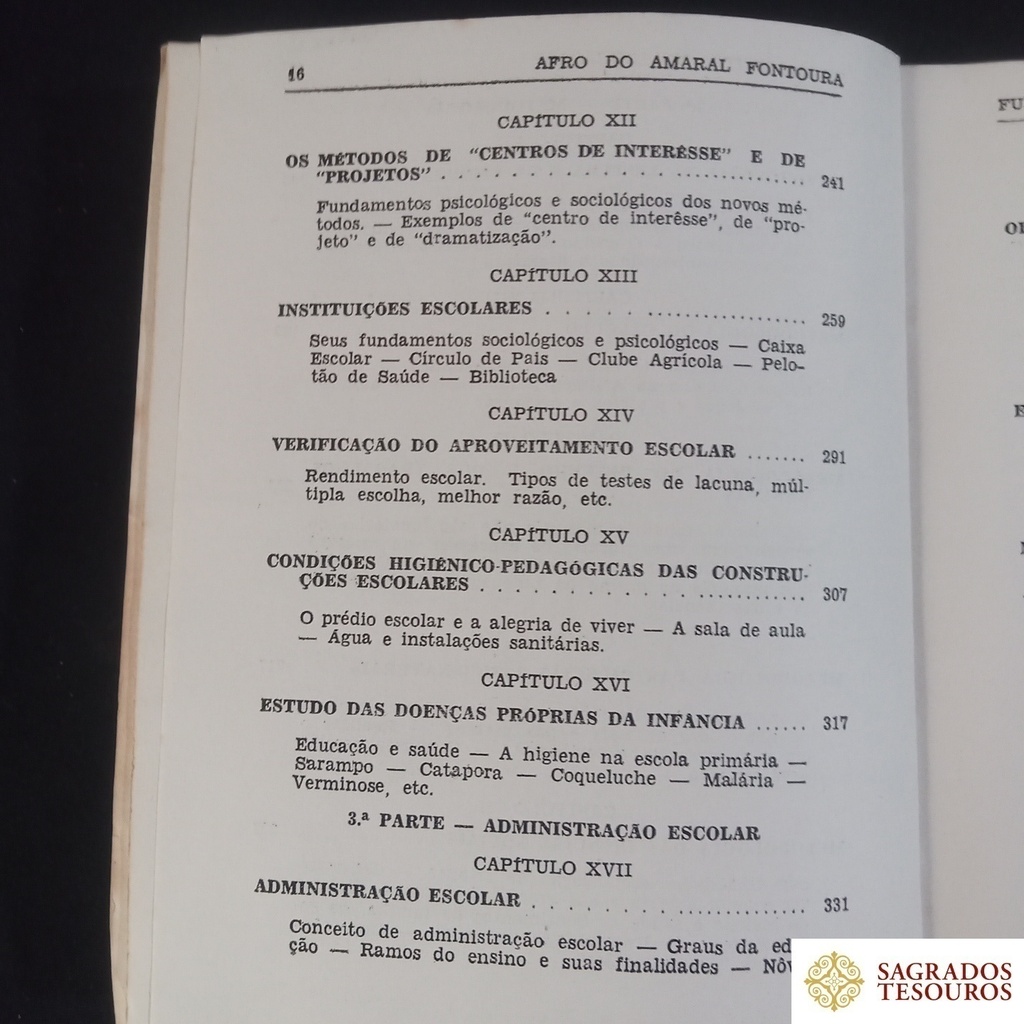 16 AFRO DO AMARAL FONTOURA
CAPÍTULO XII
OS MÉTODOS DE "CENTROS DE INTERÊSSE" E DE
"PROJETOS" . . . . . . . . . . . . . . . . . . . . . . . . . . 241
Fundamentos psicológicos e sociológicos dos novos mé-
todos. — Exemplos de "centro de interêsse", de "pro-
jeto" e de "dramatização".
CAPÍTULO XIII
INSTITUIÇÕES ESCOLARES . . . . . ................... 259
Seus fundamentos sociológicos e psicológicos — Caixa
Escolar — Círculo de Pais — Clube Agrícola — Pelo-
tão de Saúde — Biblioteca
CAPÍTULO XIV
VERIFICAÇÃO DO APROVEITAMENTO ESCOLAR ....... 291
Rendimento escolar. Tipos de testes de lacuna, múl-
tipla escolha, melhor razão, etc.
CAPÍTULO XV
CONDIÇÕES HIGIÊNICO-PEDAGÓGICAS DAS CONSTRU-
ÇÕES ESCOLARES . . . . . . . . . . . . ............ 307
O prédio escolar e a alegria de viver — A sala de aula
— Água e instalações sanitárias.
CAPÍTULO XVI
ESTUDO DAS DOENÇAS PRÓPRIAS DA INFÂNCIA ...... 317
Educação e saúde — A higiene na escola primária —
Sarampo — Catapora — Coqueluche — Malária —
Verminose, etc.
3.ª PARTE — ADMINISTRAÇÃO ESCOLAR
CAPÍTULO XVII
ADMINISTRAÇÃO ESCOLAR . . . . . . . . ............... 331
Conceito de administração escolar — Graus da ed
ção — Ramos do ensino e suas finalidades — Nôv
FU
SAGRADOS
TESOUROS